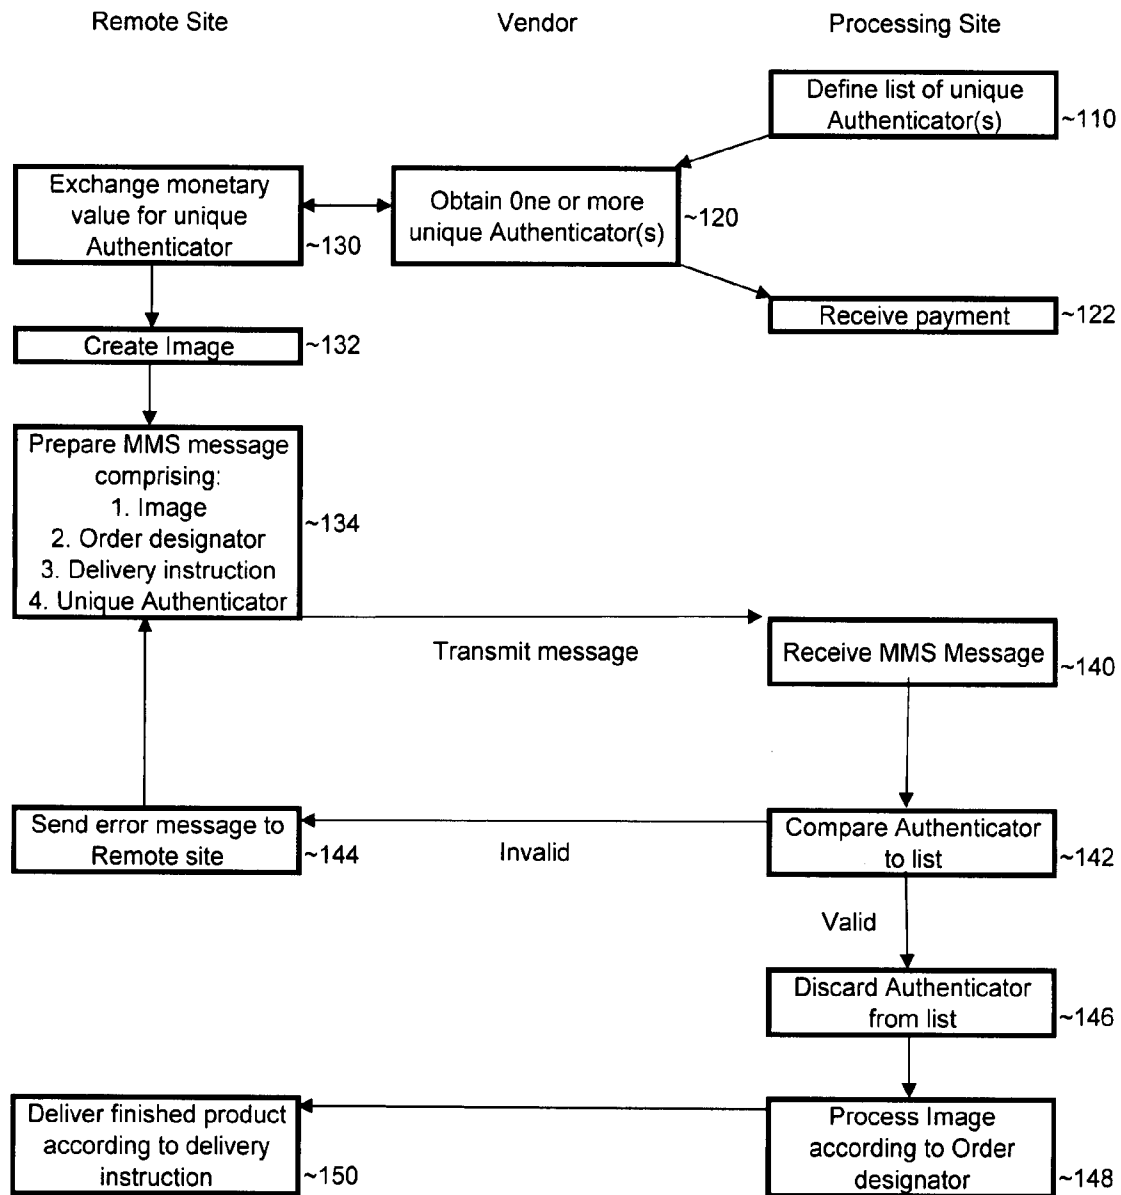 Remote Site
Vendor
Processing Site
Define list of unique
Authenticator(s)
~110
Exchange monetary
value for unique
Authenticator
~130
Obtain 0ne or more
unique Authenticator(s)
~120
Receive payment
~122
Create Image
~132
Prepare MMS message
comprising:
1. Image
2. Order designator
3. Delivery instruction
4. Unique Authenticator
~134
Transmit message
Receive MMS Message
~140
Send error message to
Remote site
~144
Invalid
Compare Authenticator
to list
~142
Valid
Discard Authenticator
from list
~146
Deliver finished product
according to delivery
instruction
~150
Process Image
according to Order
designator
~148